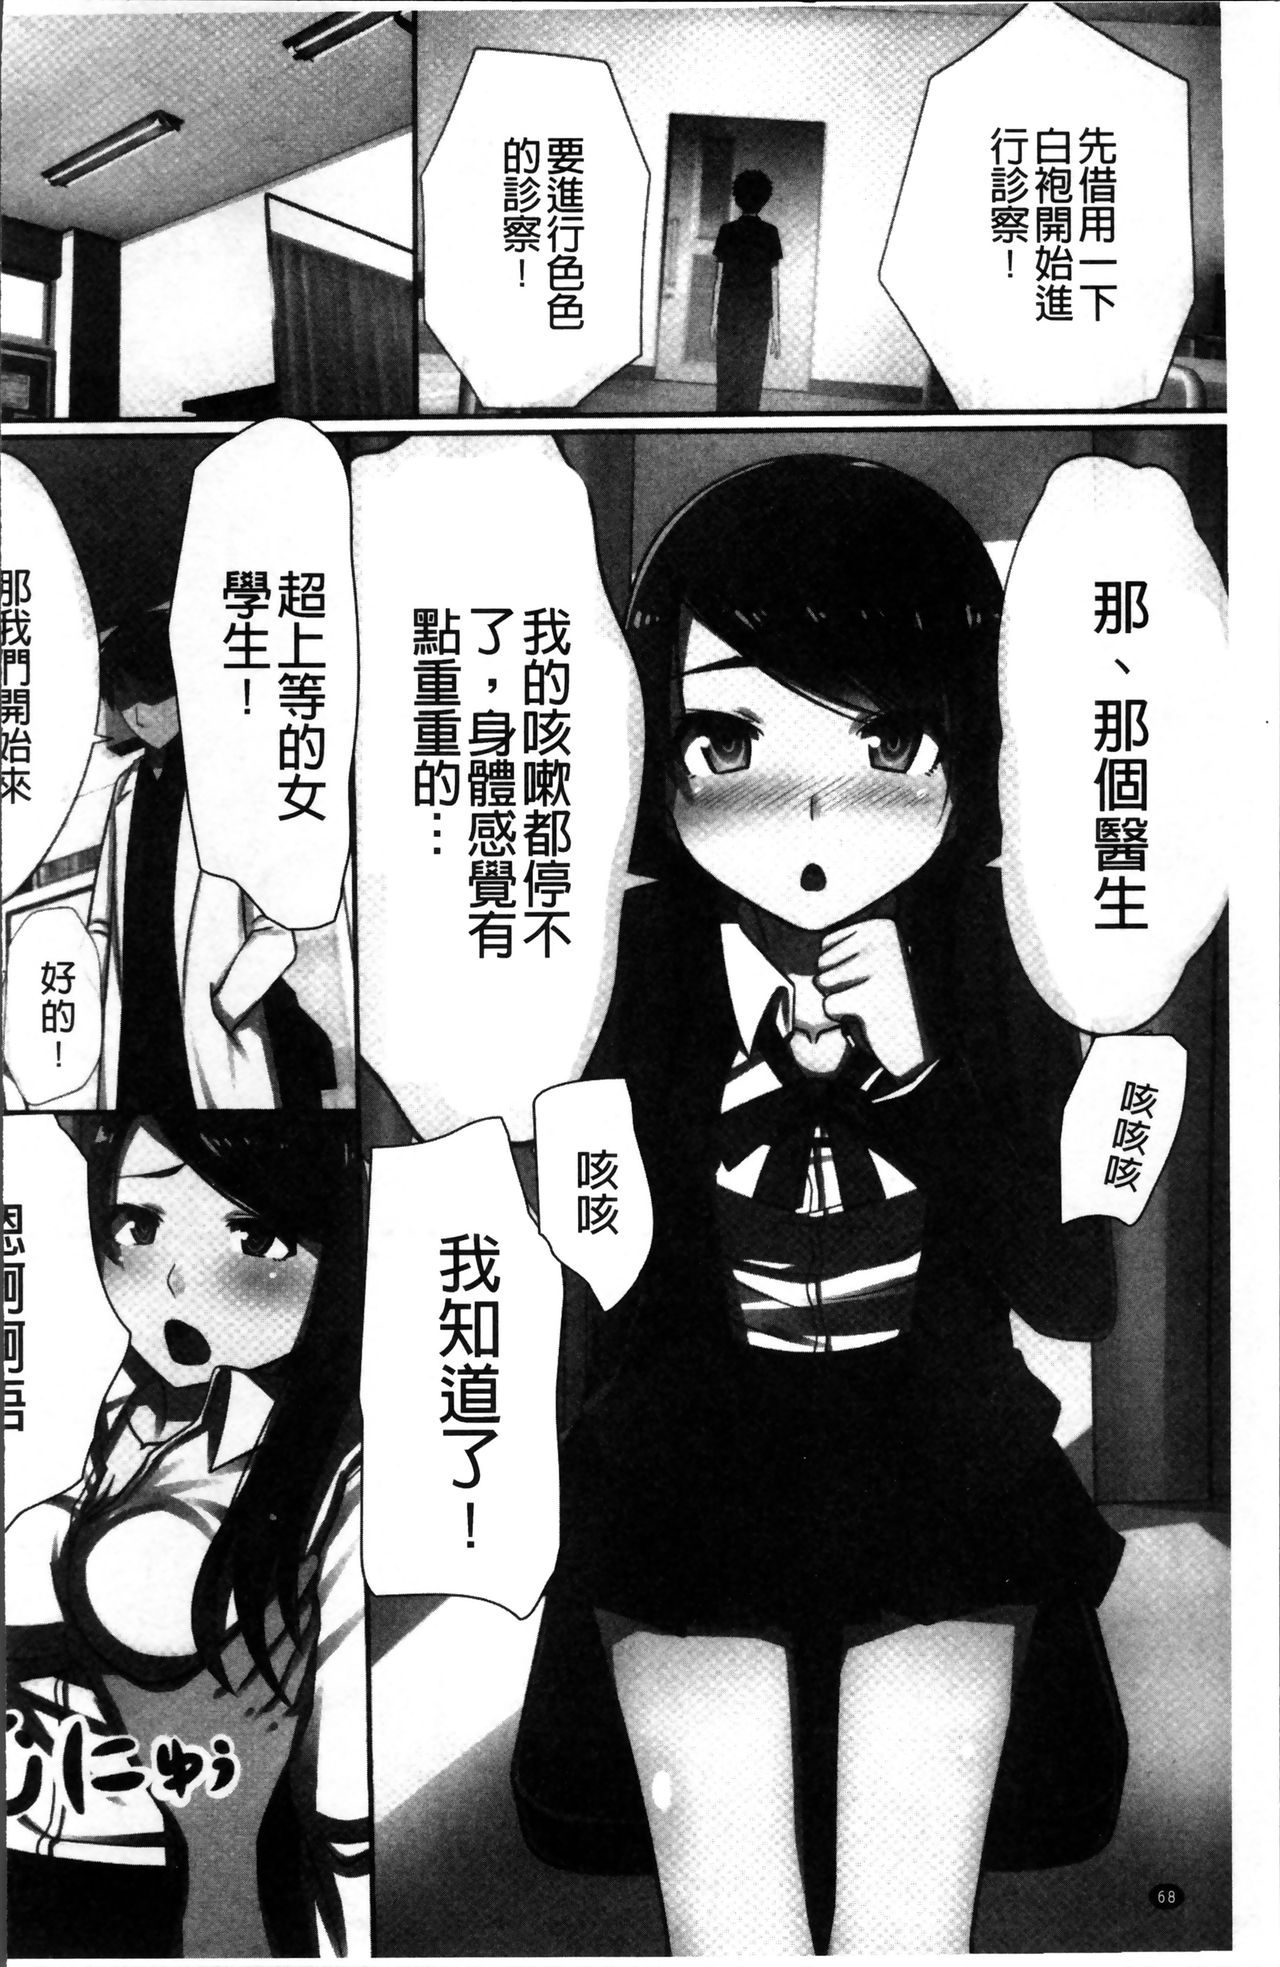 先借用一下
白袍開始進
行診察！
要進行色色
的診察！
那、那個醫生
咳咳咳
我的咳嗽都停不
了，身體感覺有
點重重的…
咳咳
我知道了！
超上等的女
學生！
那我們開始來
好的！
にゅぅ
68